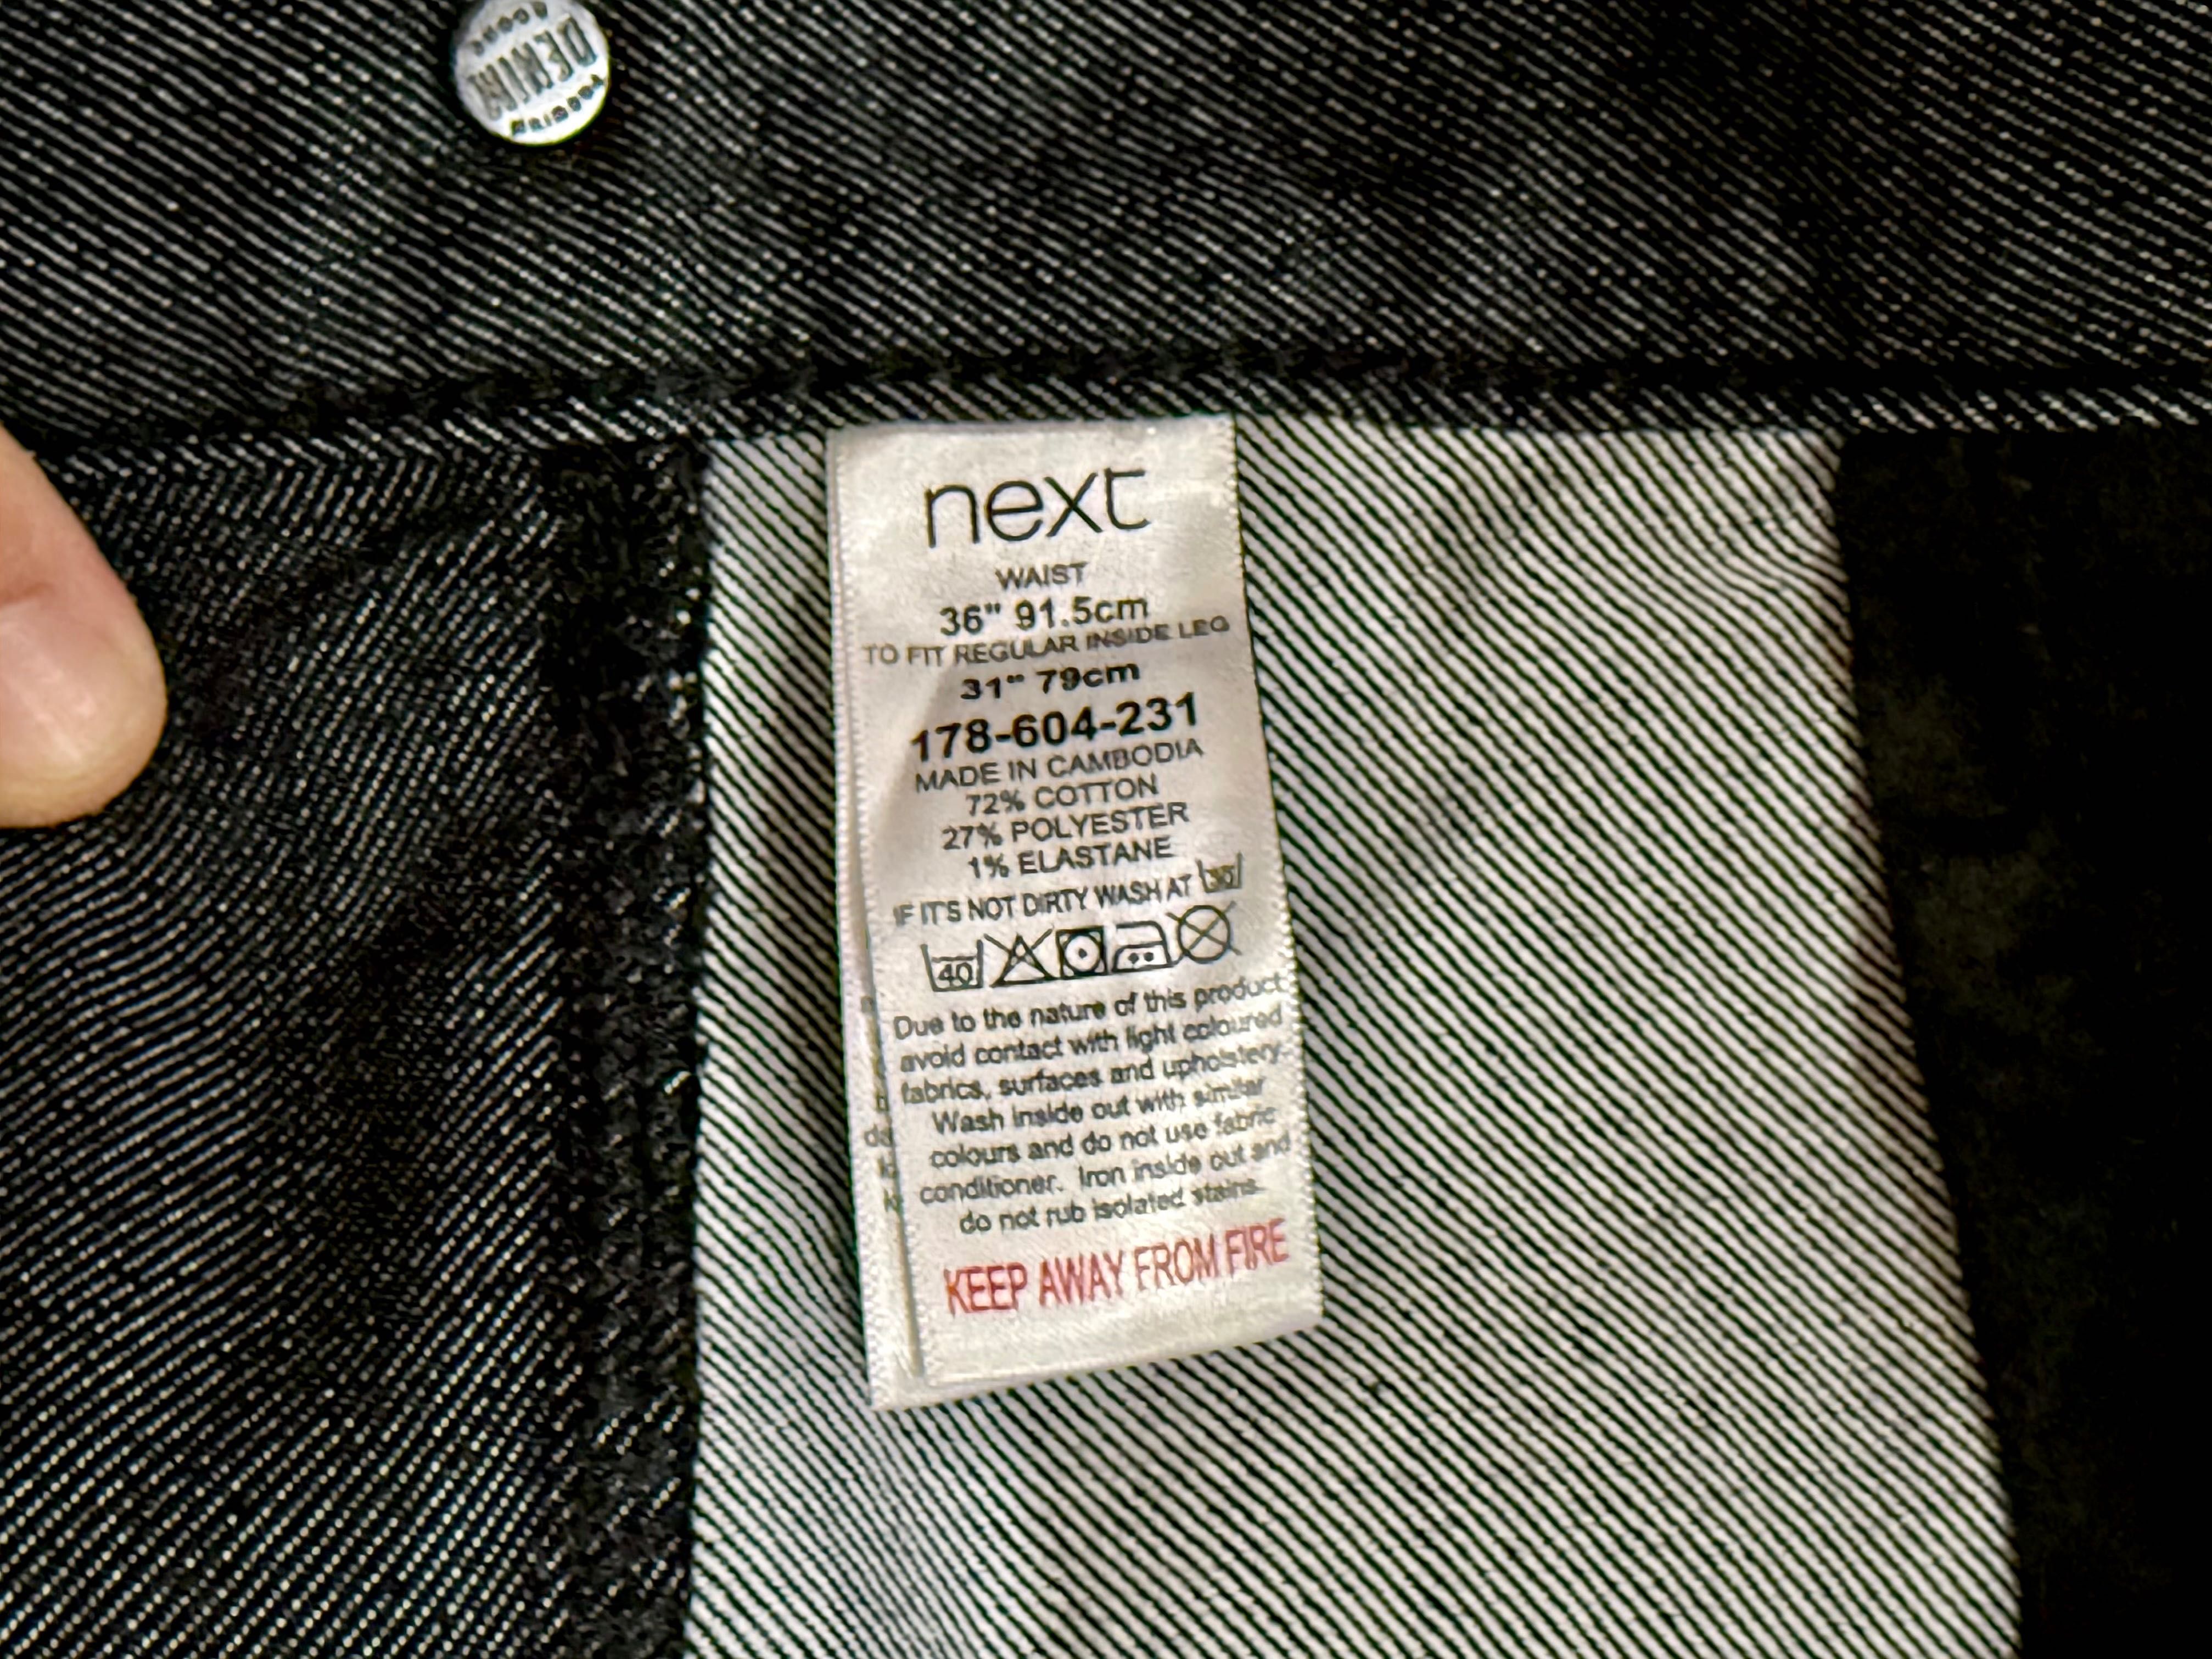 DENIM
next
WAIST
36" 91.5cm
TO FIT REGULAR INSIDE LEG
31" 79cm
178-604-231
MADE IN CAMBODIA
72% COTTON
27% POLYESTER
1% ELASTANE
IF IT'S NOT DIRTY WASH AT 30
40
Due to the nature of this product
avoid contact with light coloured
fabrics, surfaces and upholstery.
Wash inside out with similar
colours and do not use fabric
conditioner. Iron inside out and
do not rub isolated stains.
KEEP AWAY FROM FIRE